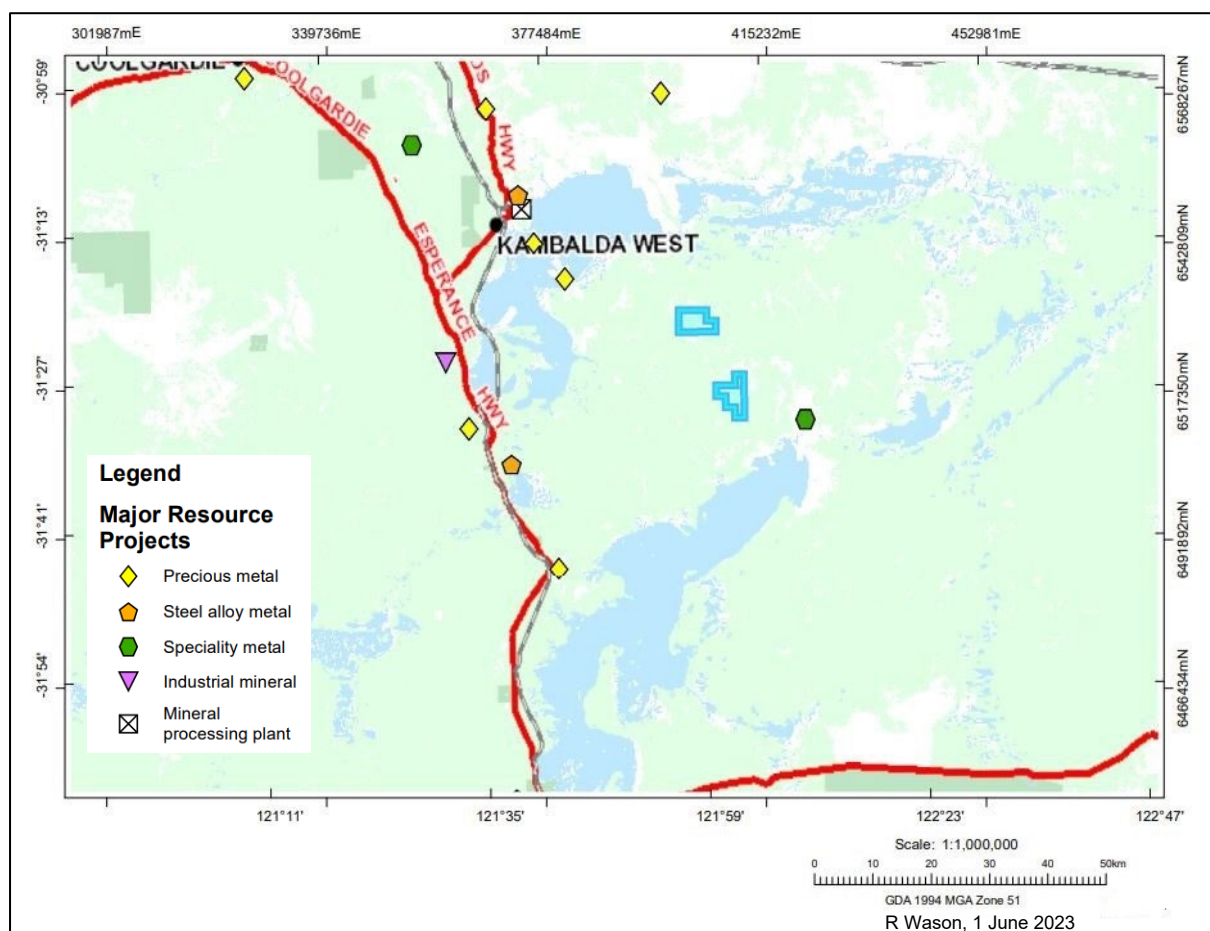 301987mE 339736mE 377484mE 415232mE 452981mE
COOLGARDIE
COOLGARDIE
HWY
KAMBALDA WEST
ESPERANCE
HWY
-30°59'
-31°13'
-31°27'
-31°41'
-31°54'
6568267mN
6542809mN
6517350mN
6491892mN
6466434mN
Legend
Major Resource
Projects
Precious metal
Steel alloy metal
Speciality metal
Industrial mineral
Mineral
processing plant
121°11' 121°35' 121°59' 122°23' 122°47'
Scale: 1:1,000,000
0 10 20 30 40 50km
GDA 1994 MGA Zone 51
R Wason, 1 June 2023